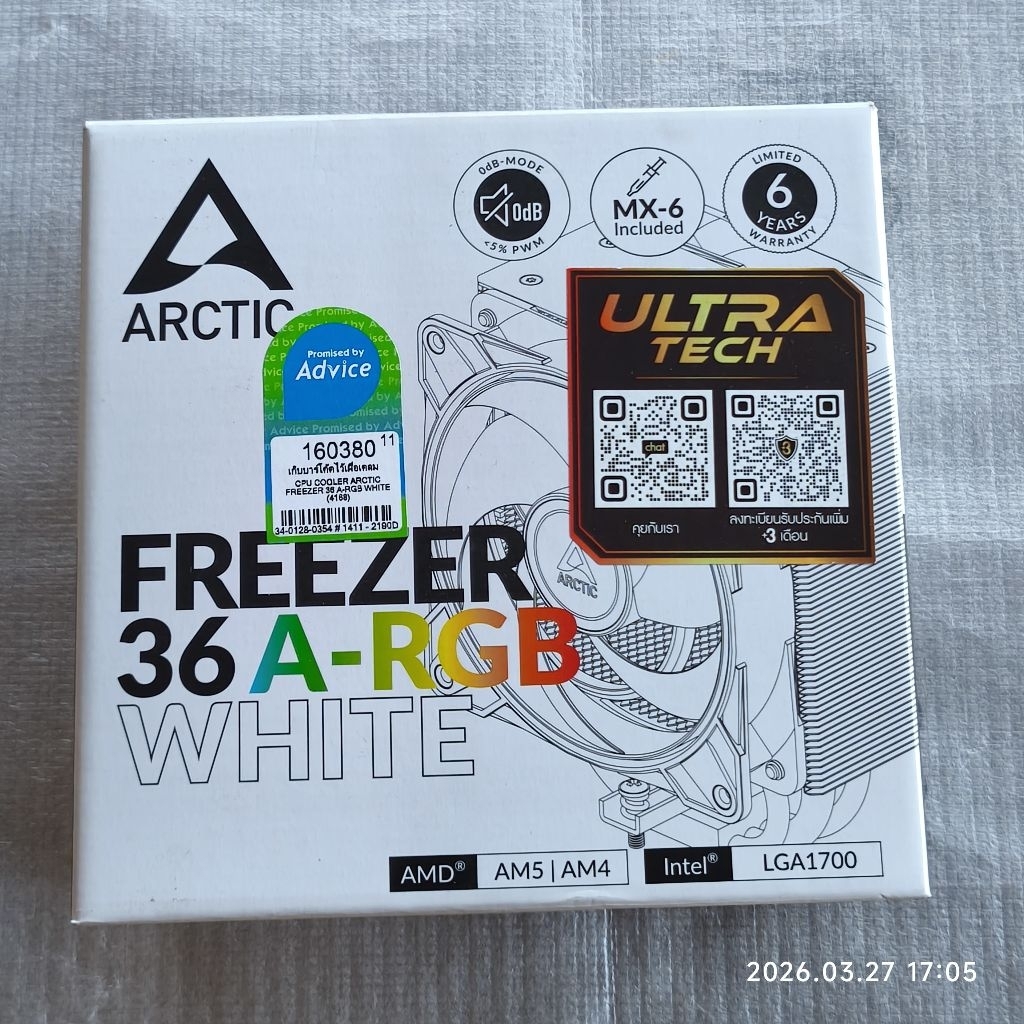 ARCTIC
0dB-MODE
0dB
<5% PWM
MX-6
Included
LIMITED
6
YEARS
WARRANTY
Promised by
Advice
160380 11
เก็บบาร์โค๊ดไว้เผื่อเคลม
CPU COOLER ARCTIC
FREEZER 36 A-RGB WHITE
(4168)
34-0128-0354 # 1411 - 2190D
ULTRA
TECH
chat
3
คุยกับเรา
ลงทะเบียนรับประกันเพิ่ม
+3 เดือน
ARCTIC
FREEZER
36 A-RGB
WHITE
AMD® AM5 | AM4 Intel® LGA1700
2026.03.27 17:05